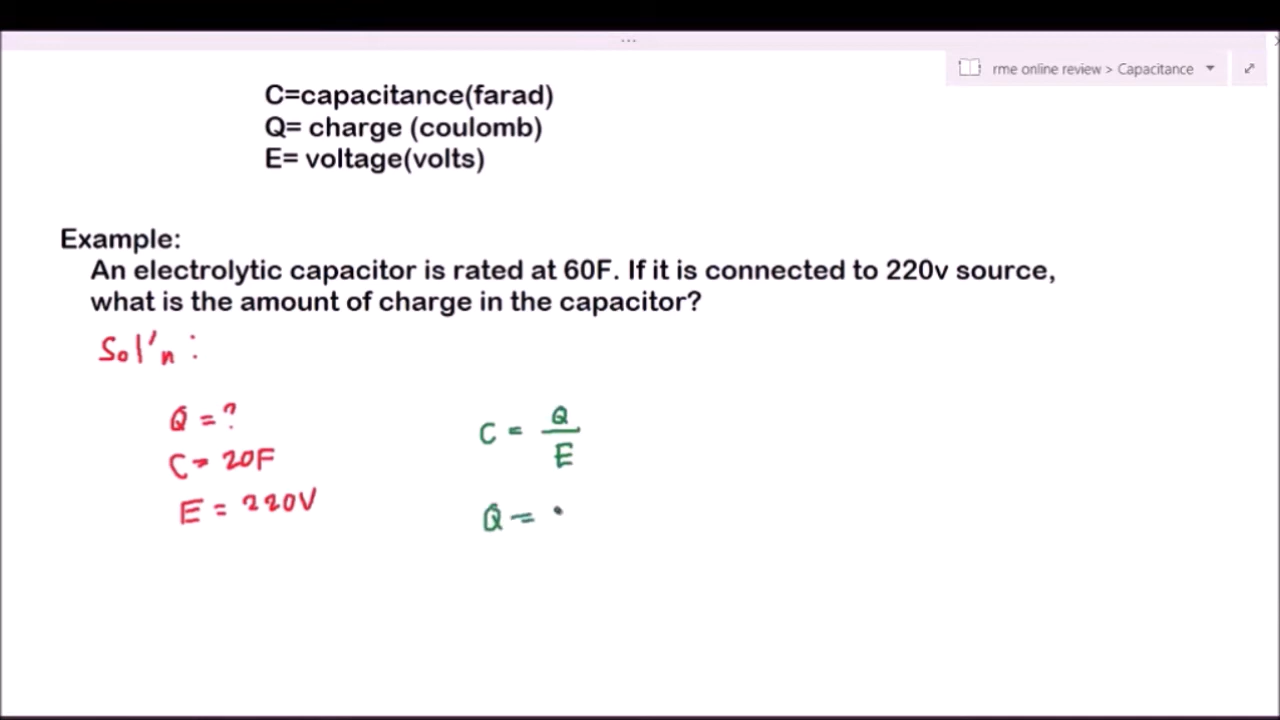 ...
rme online review > Capacitance
C=capacitance(farad)
Q= charge (coulomb)
E= voltage(volts)
Example:
An electrolytic capacitor is rated at 60F. If it is connected to 220v source,
what is the amount of charge in the capacitor?
Sol'n :
Q = ?
C = 20F
E = 220V
C = Q
E
Q =